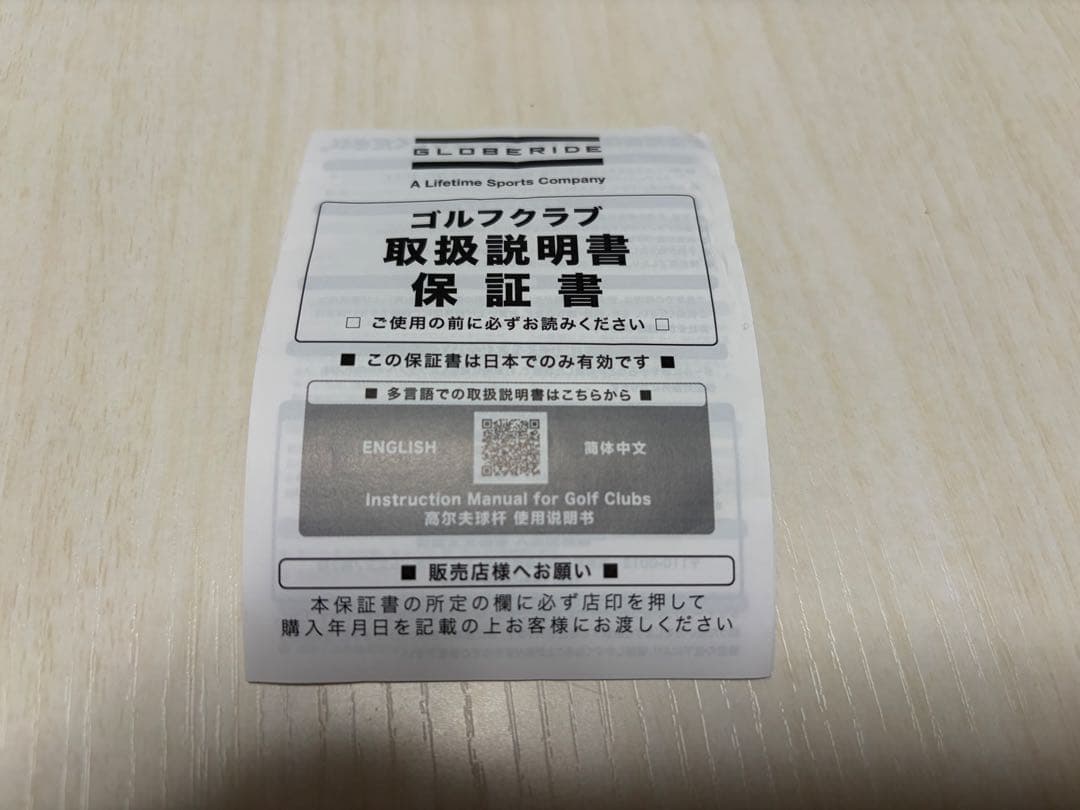 GLOBERIDE
A Lifetime Sports Company
ゴルフクラブ
取扱説明書
保証書
□ ご使用の前に必ずお読みください □
■ この保証書は日本でのみ有効です ■
■ 多言語での取扱説明書はこちらから ■
ENGLISH 简体中文
Instruction Manual for Golf Clubs
高尔夫球杆 使用说明书
■ 販売店様へお願い ■
本保証書の所定の欄に必ず店印を押して
購入年月日を記載の上お客様にお渡しください